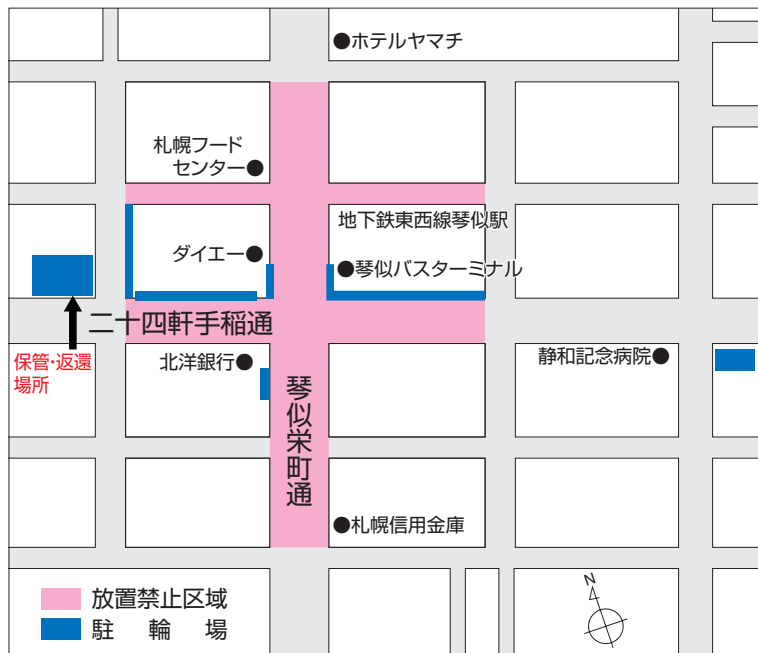 ●ホテルヤマチ
札幌フード
センター●
地下鉄東西線琴似駅
ダイエー●
●琴似バスターミナル
二十四軒手稲通
保管・返還
場所
北洋銀行●
静和記念病院●
琴似栄町通
●札幌信用金庫
放置禁止区域
駐輪場
N